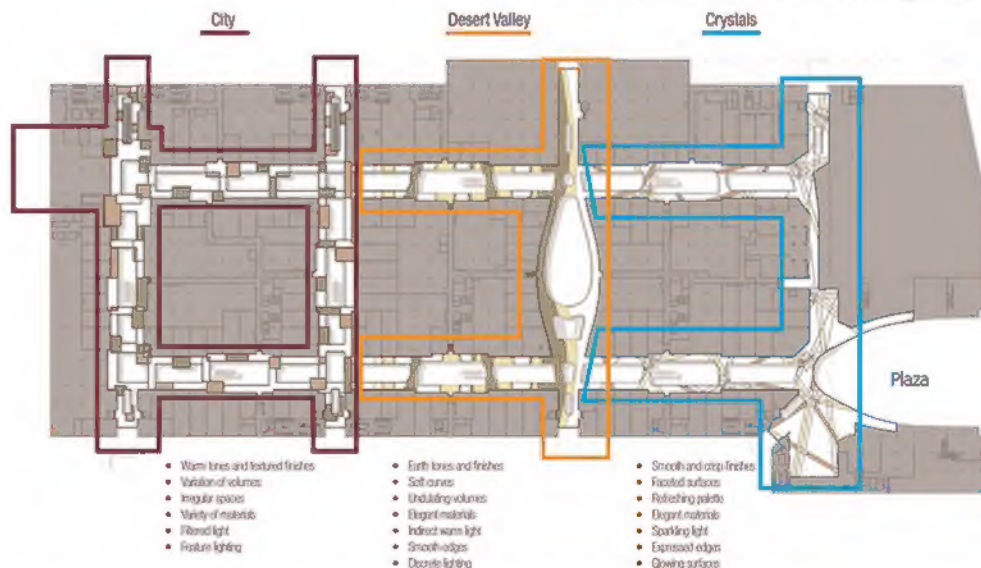 City
Desert Valley
Crystals
Plaza
Warm tones and textured finishes
Variation of volumes
Irregular spaces
Variety of materials
Filtered light
Feature lighting
Earth tones and finishes
Soft curves
Undulating volumes
Elegant materials
Indirect warm light
Smooth edges
Discrete lighting
Smooth and crisp finishes
Faceted surfaces
Refreshing palette
Elegant materials
Sparkling light
Expressed edges
Glowing surfaces